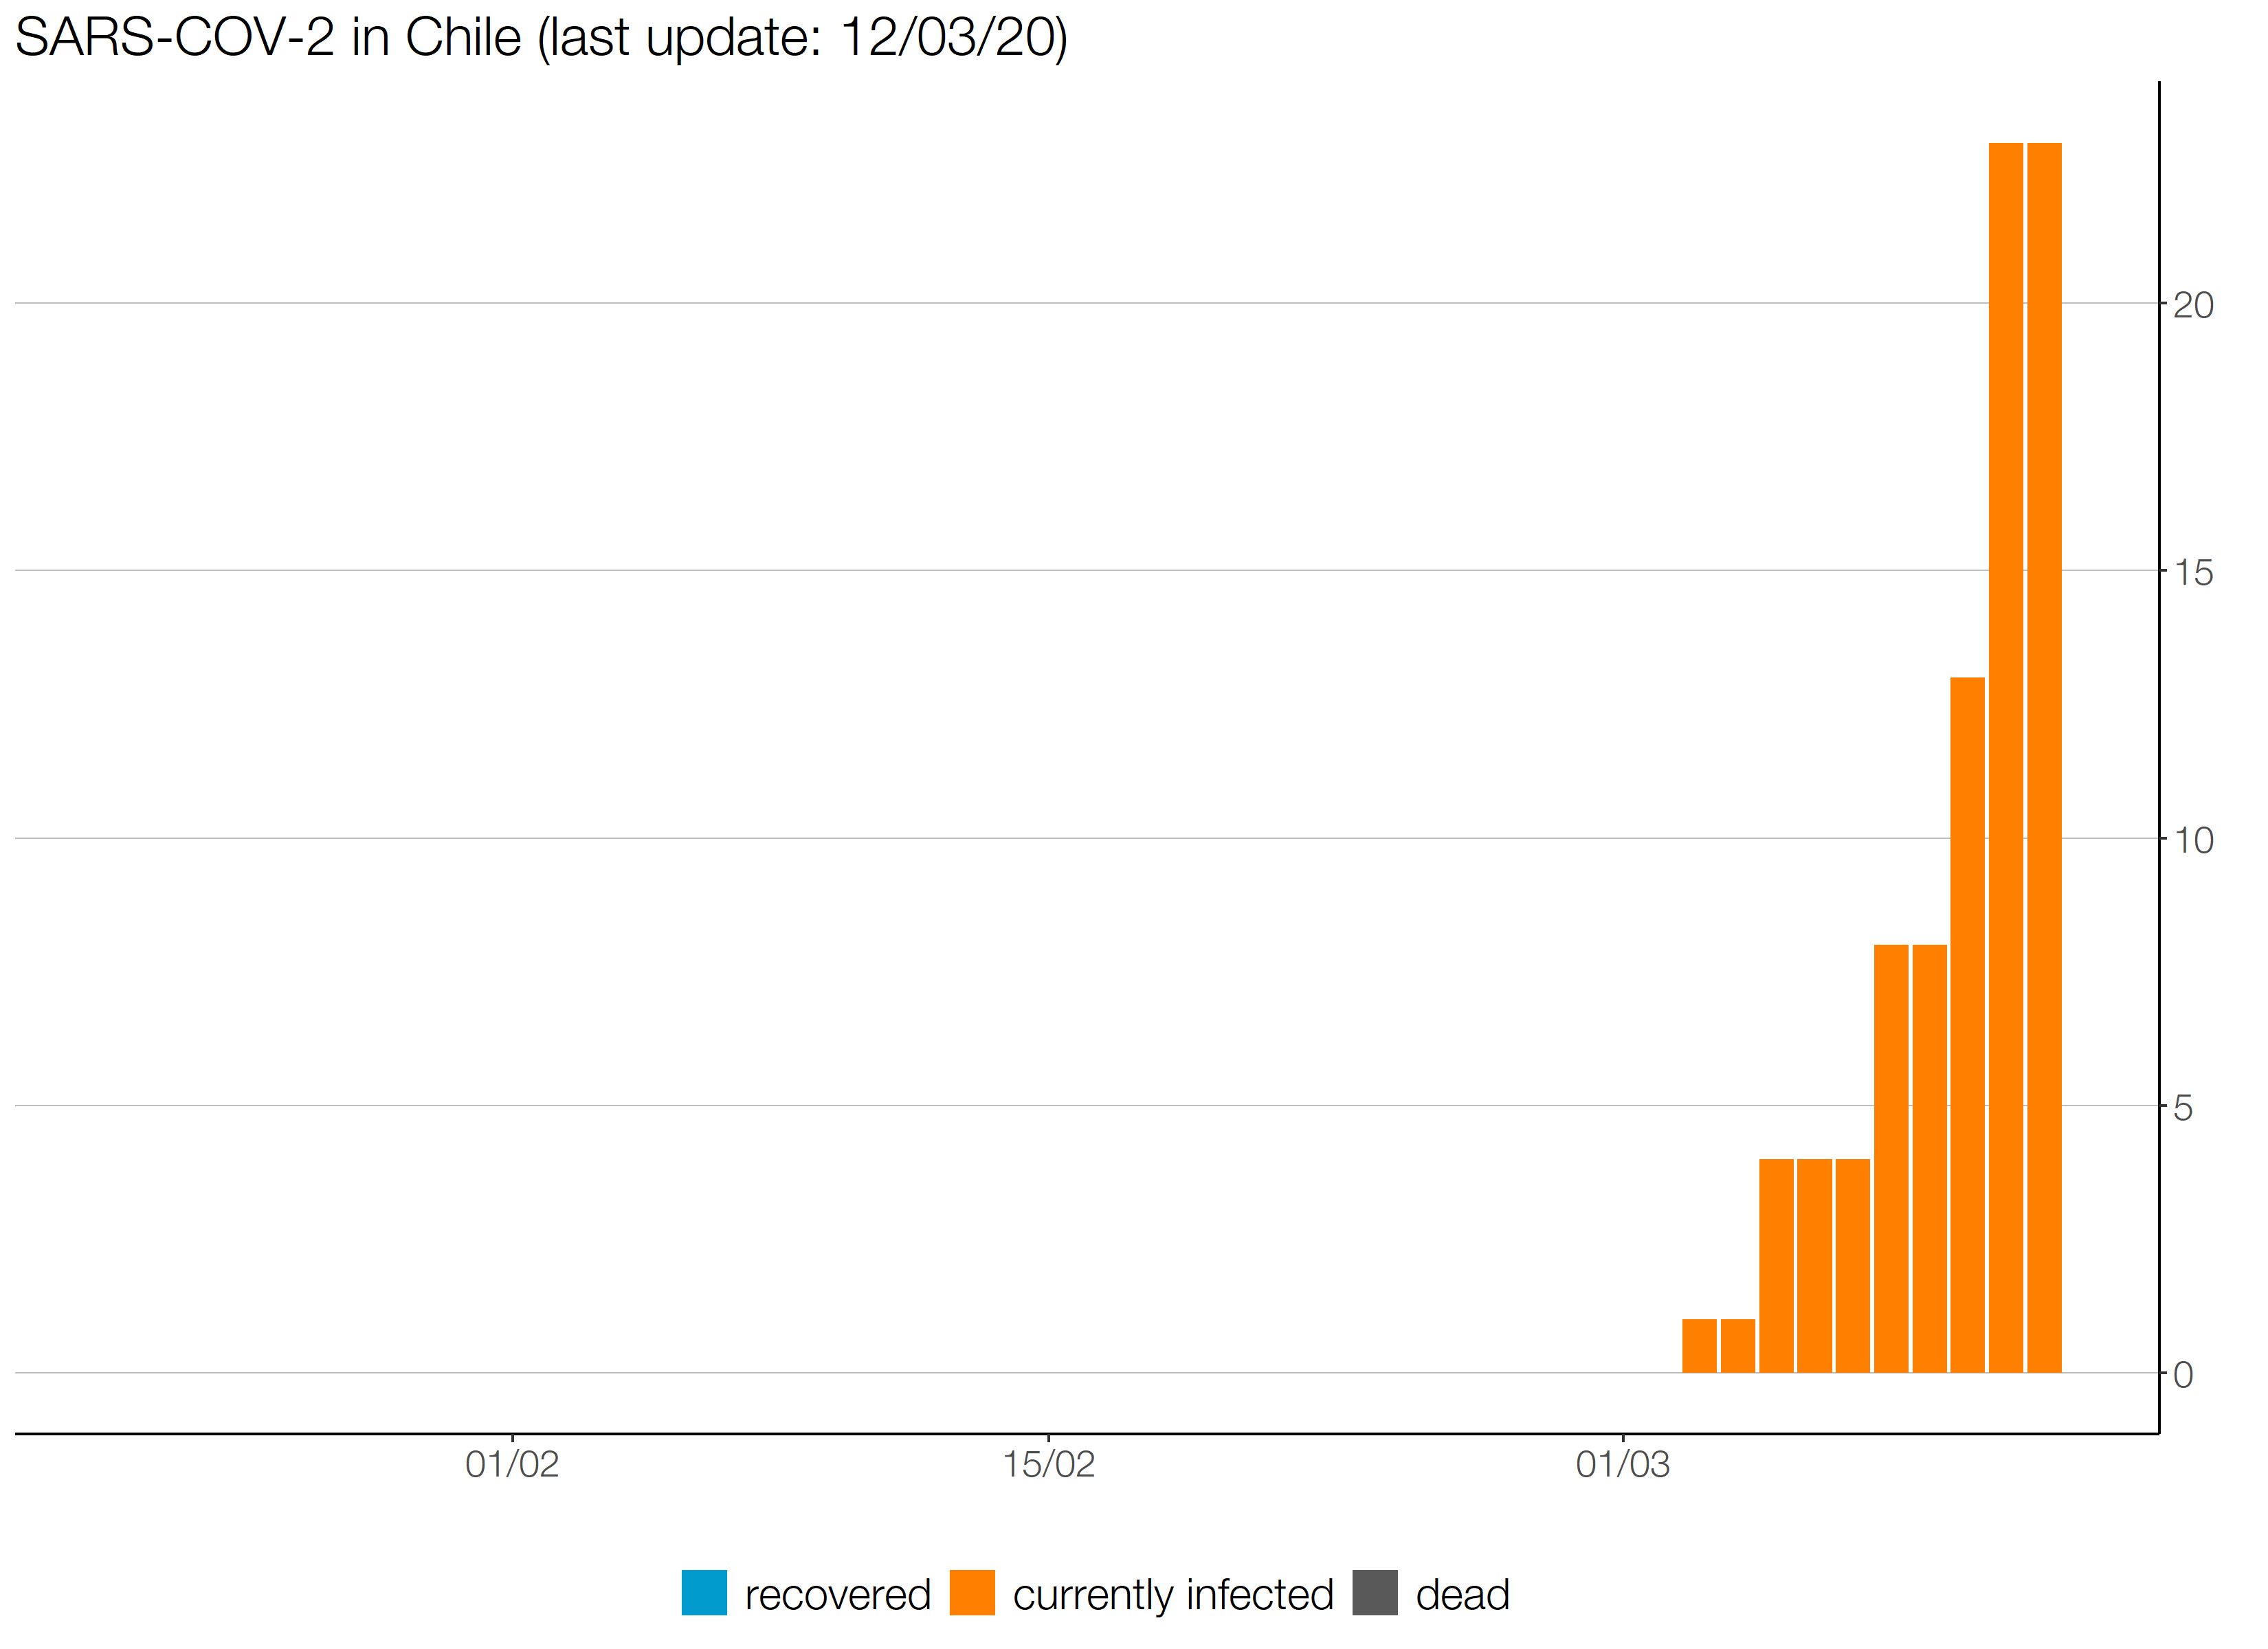 SARS-COV-2 in Chile (last update: 12/03/20)
20
15
10
5
0
01/02 15/02 01/03
recovered currently infected dead